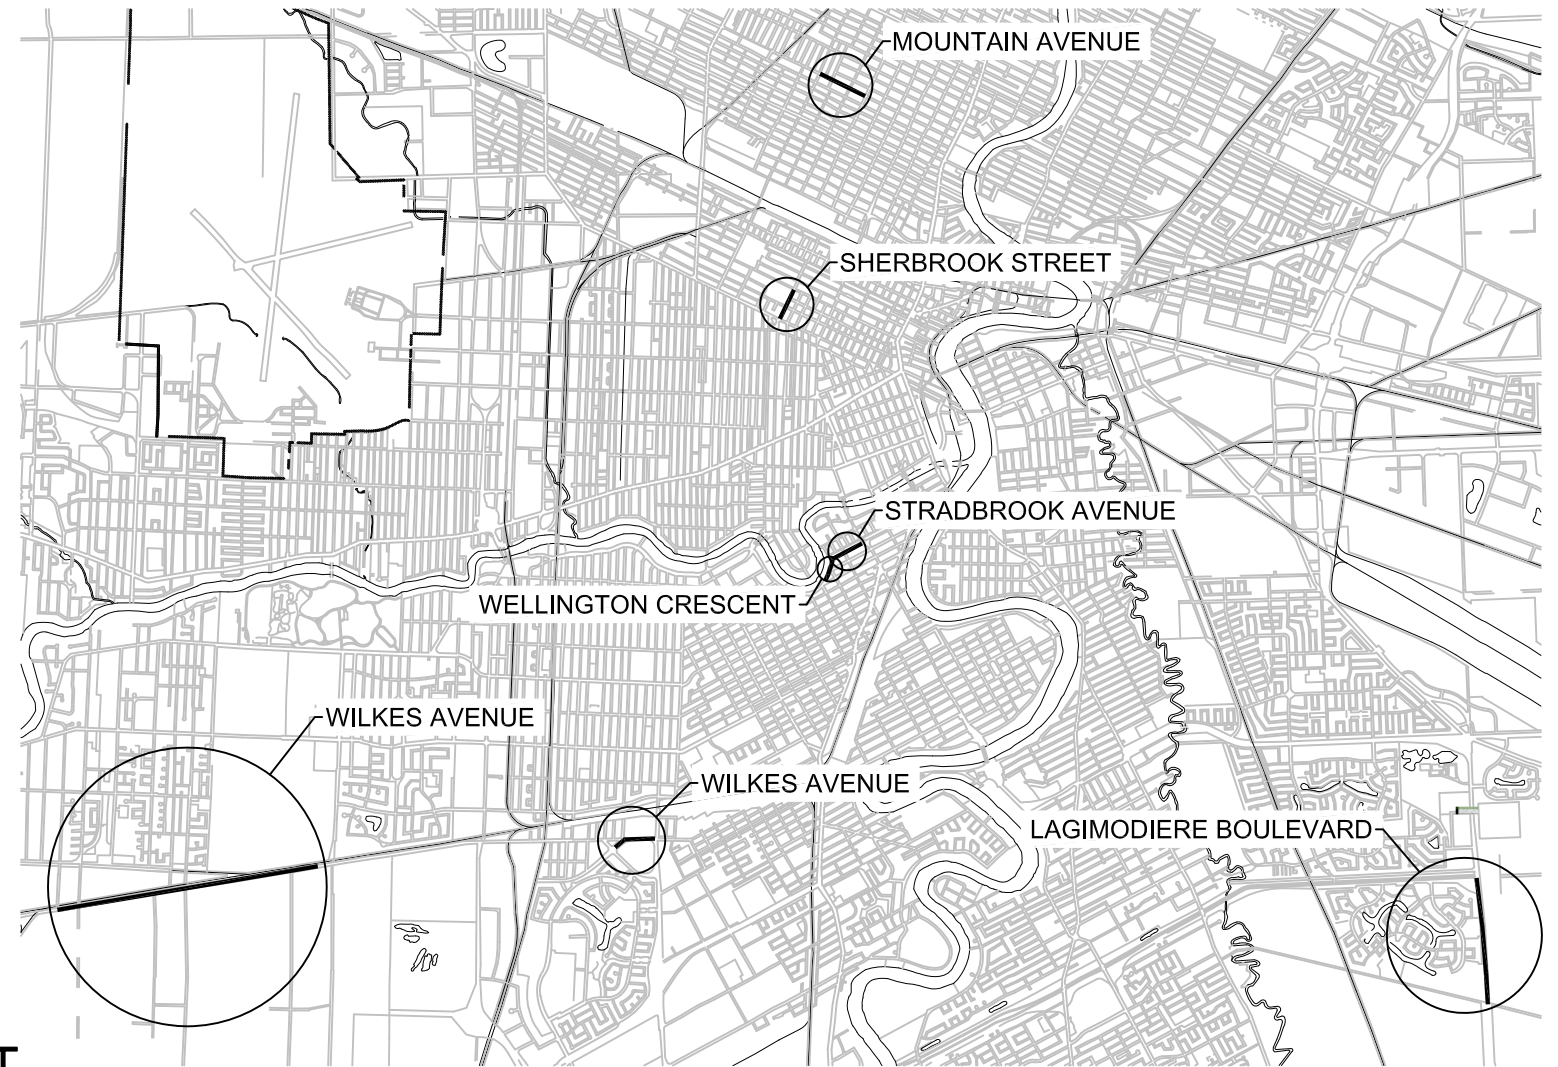 MOUNTAIN AVENUE
SHERBROOK STREET
STRADBROOK AVENUE
WELLINGTON CRESCENT
WILKES AVENUE
WILKES AVENUE
LAGIMODIERE BOULEVARD